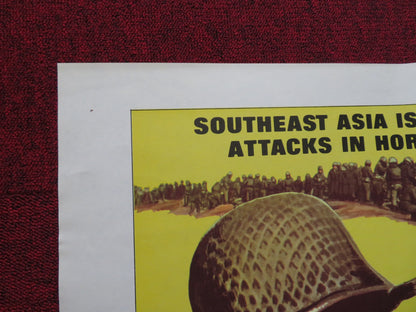 SOUTHEAST ASIA IS
ATTACKS IN HOR